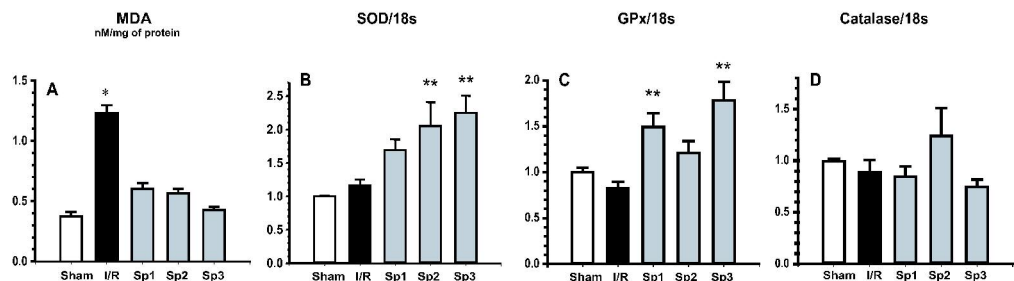 MDA
nM/mg of protein
SOD/18s
GPx/18s
Catalase/18s
A
*
1.5
1.0
0.5
0.0
Sham I/R Sp1 Sp2 Sp3
B
** **
2.5
2.0
1.5
1.0
0.5
0.0
Sham I/R Sp1 Sp2 Sp3
C
** **
2.0
1.5
1.0
0.5
0.0
Sham I/R Sp1 Sp2 Sp3
D
1.5
1.0
0.5
0.0
Sham I/R Sp1 Sp2 Sp3